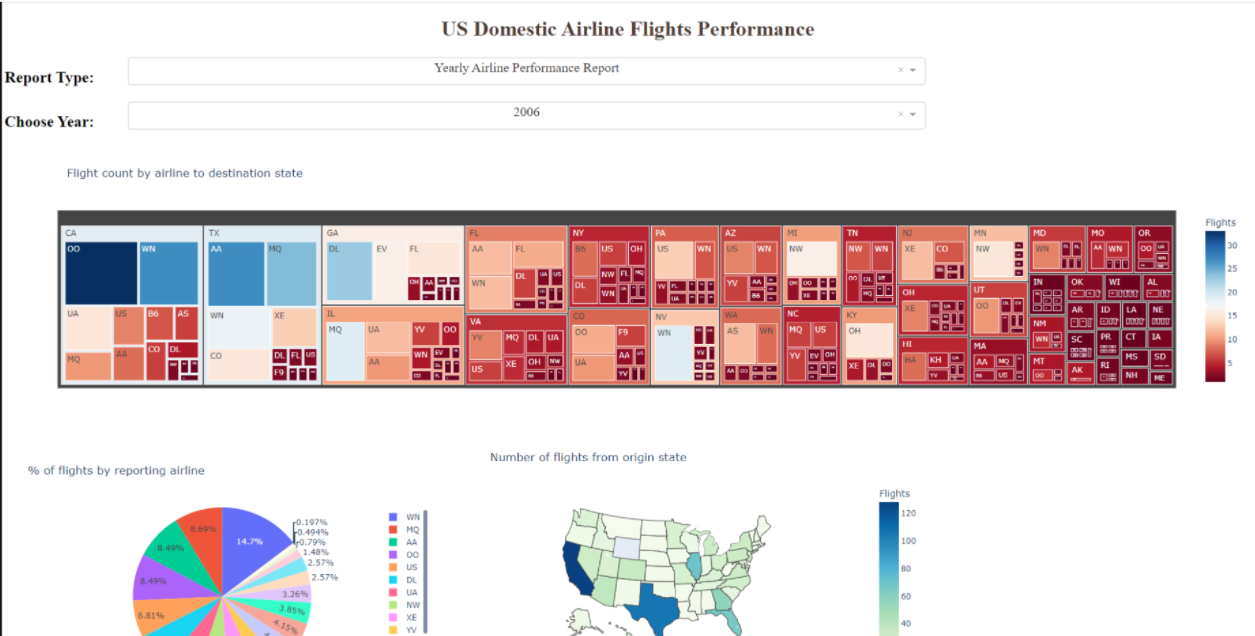 US Domestic Airline Flights Performance
Report Type:
Yearly Airline Performance Report
Choose Year:
2006
Flight count by airline to destination state
Flights
30
25
20
15
10
5
CA
OO WN
UA US B6 AS
MQ AA CO DL
TX
AA MQ
WN XE
CO DL FL US
F9
GA
DL EV FL
OH AA
IL
MQ UA YV OO
AA WN EV
CO
FL
AA FL
WN DL UA US
VA
YV MQ DL UA
US XE OH NW
NY
B6 US OH
DL NW FL MQ
WN
CO
OO F9
UA AA
YV
PA
US WN
YV FL
UA
NV
WN
YV
AZ
US WN
YV AA
B6
WA
AS WN
AA OO
MI
NW
OH OO
XE
NC
MQ US
YV EV OH
TN
NW WN
OO DL XE
MQ
KY
OH
XE DL OO
NJ
XE CO
OH
XE
HI
HA KH UA
YV
MN
NW
UT
OO
MA
AA MQ
US
MD
WN
MO
AA WN
OR
OO
IN OK WI AL
NM AR ID LA NE
WN
SC PR CT IA
MT MS SD
OO AK RI NH ME
% of flights by reporting airline
14.7%
8.69%
8.49%
8.49%
6.81%
0.197%
0.494%
0.79%
1.48%
2.57%
2.57%
3.26%
3.85%
4.15%
WN
MQ
AA
OO
US
DL
UA
NW
XE
YV
Number of flights from origin state
Flights
120
100
80
60
40